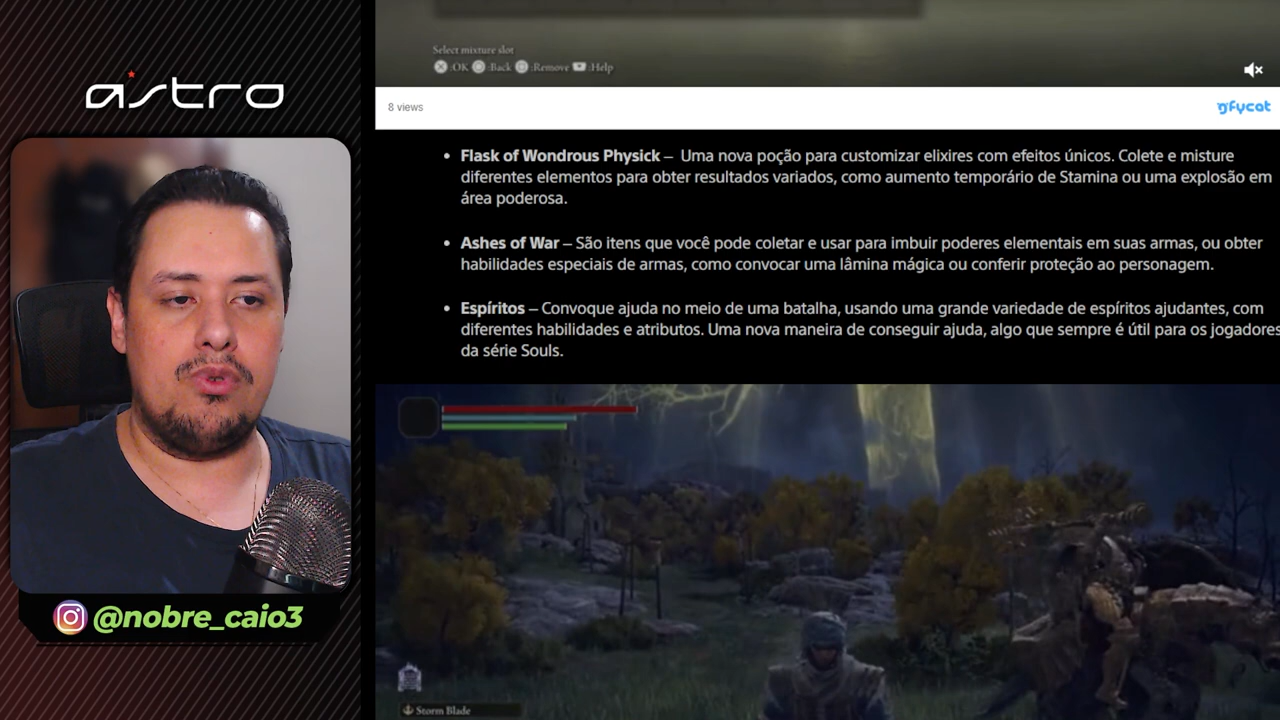 astro
Select mixture slot
:OK :Back :Remove :Help
8 views
gfycat
• Flask of Wondrous Physick – Uma nova poção para customizar elixires com efeitos únicos. Colete e misture
diferentes elementos para obter resultados variados, como aumento temporário de Stamina ou uma explosão em
área poderosa.
• Ashes of War – São itens que você pode coletar e usar para imbuir poderes elementais em suas armas, ou obter
habilidades especiais de armas, como convocar uma lâmina mágica ou conferir proteção ao personagem.
• Espíritos – Convoque ajuda no meio de uma batalha, usando uma grande variedade de espíritos ajudantes, com
diferentes habilidades e atributos. Uma nova maneira de conseguir ajuda, algo que sempre é útil para os jogadores
da série Souls.
@nobre_caio3
Storm Blade